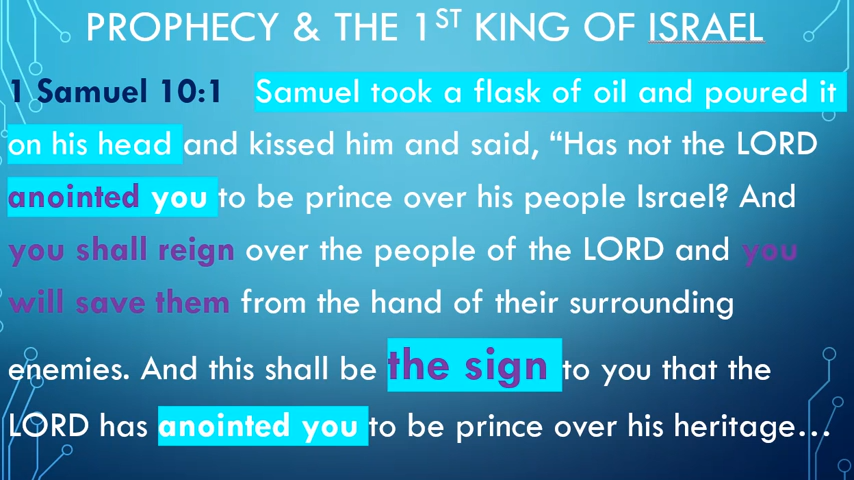 PROPHECY & THE 1ST KING OF ISRAEL
1 Samuel 10:1 Samuel took a flask of oil and poured it
on his head and kissed him and said, “Has not the LORD
anointed you to be prince over his people Israel? And
you shall reign over the people of the LORD and you
will save them from the hand of their surrounding
enemies. And this shall be the sign to you that the
LORD has anointed you to be prince over his heritage…